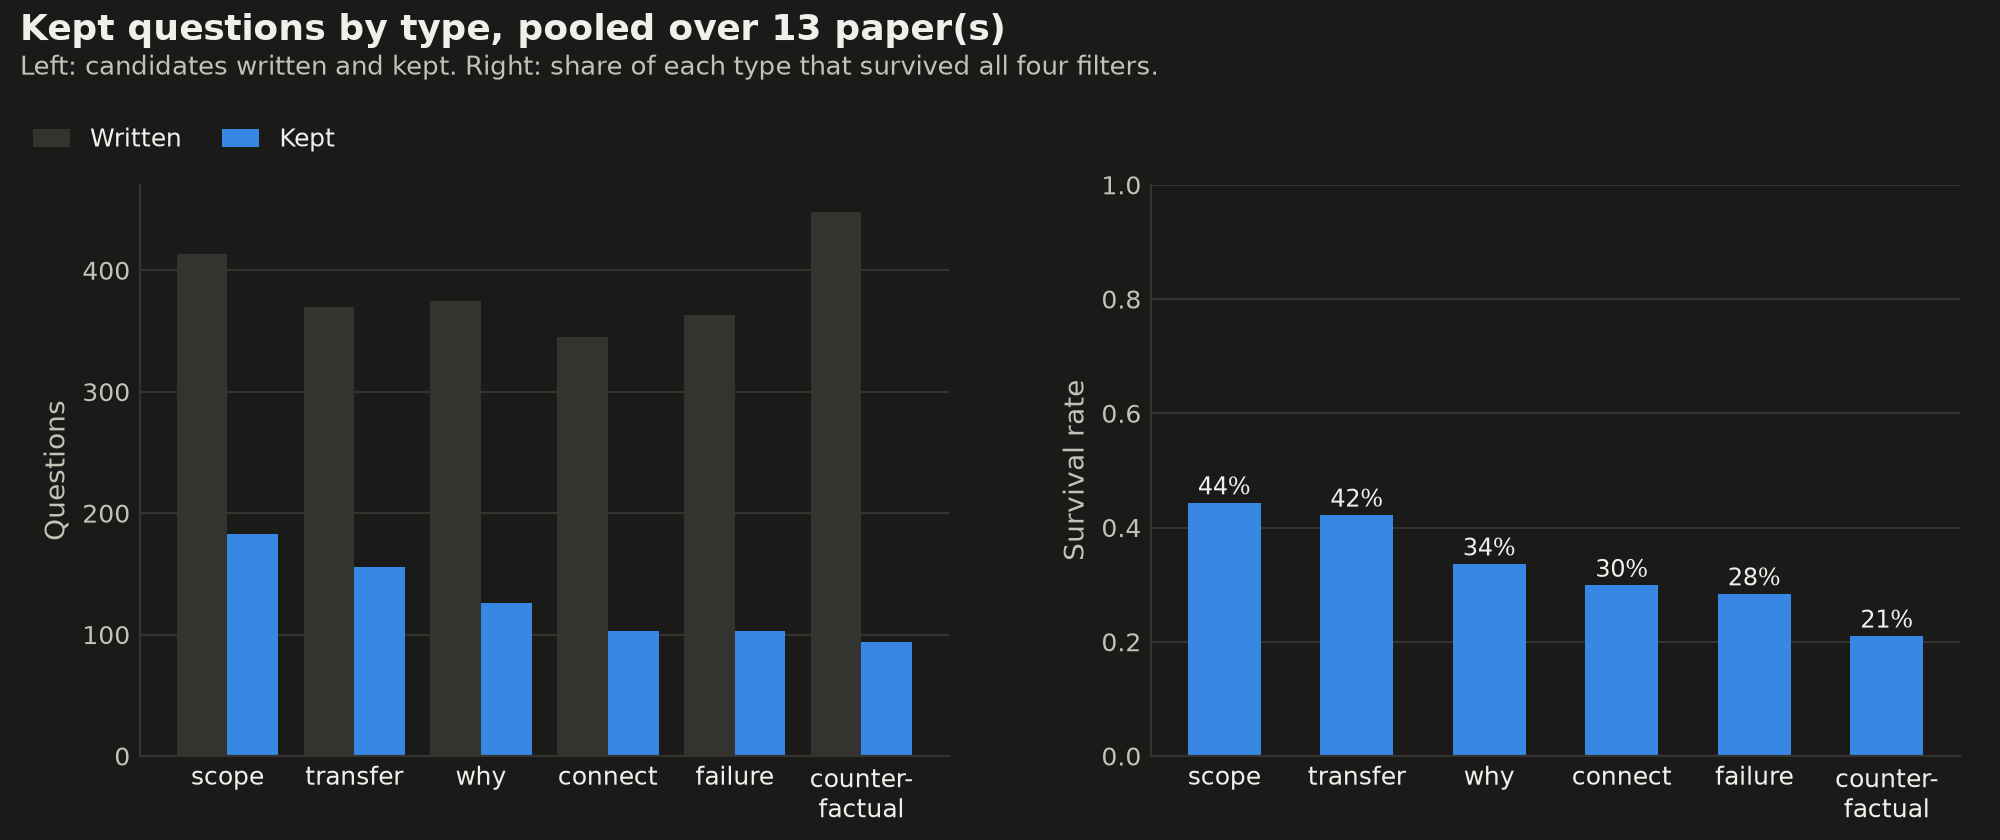 Kept questions by type, pooled over 13 paper(s)
Left: candidates written and kept. Right: share of each type that survived all four filters.
Written
Kept
Questions
400
300
200
100
0
scope
transfer
why
connect
failure
counter-
factual
Survival rate
1.0
0.8
0.6
0.4
0.2
0.0
44%
42%
34%
30%
28%
21%
scope
transfer
why
connect
failure
counter-
factual